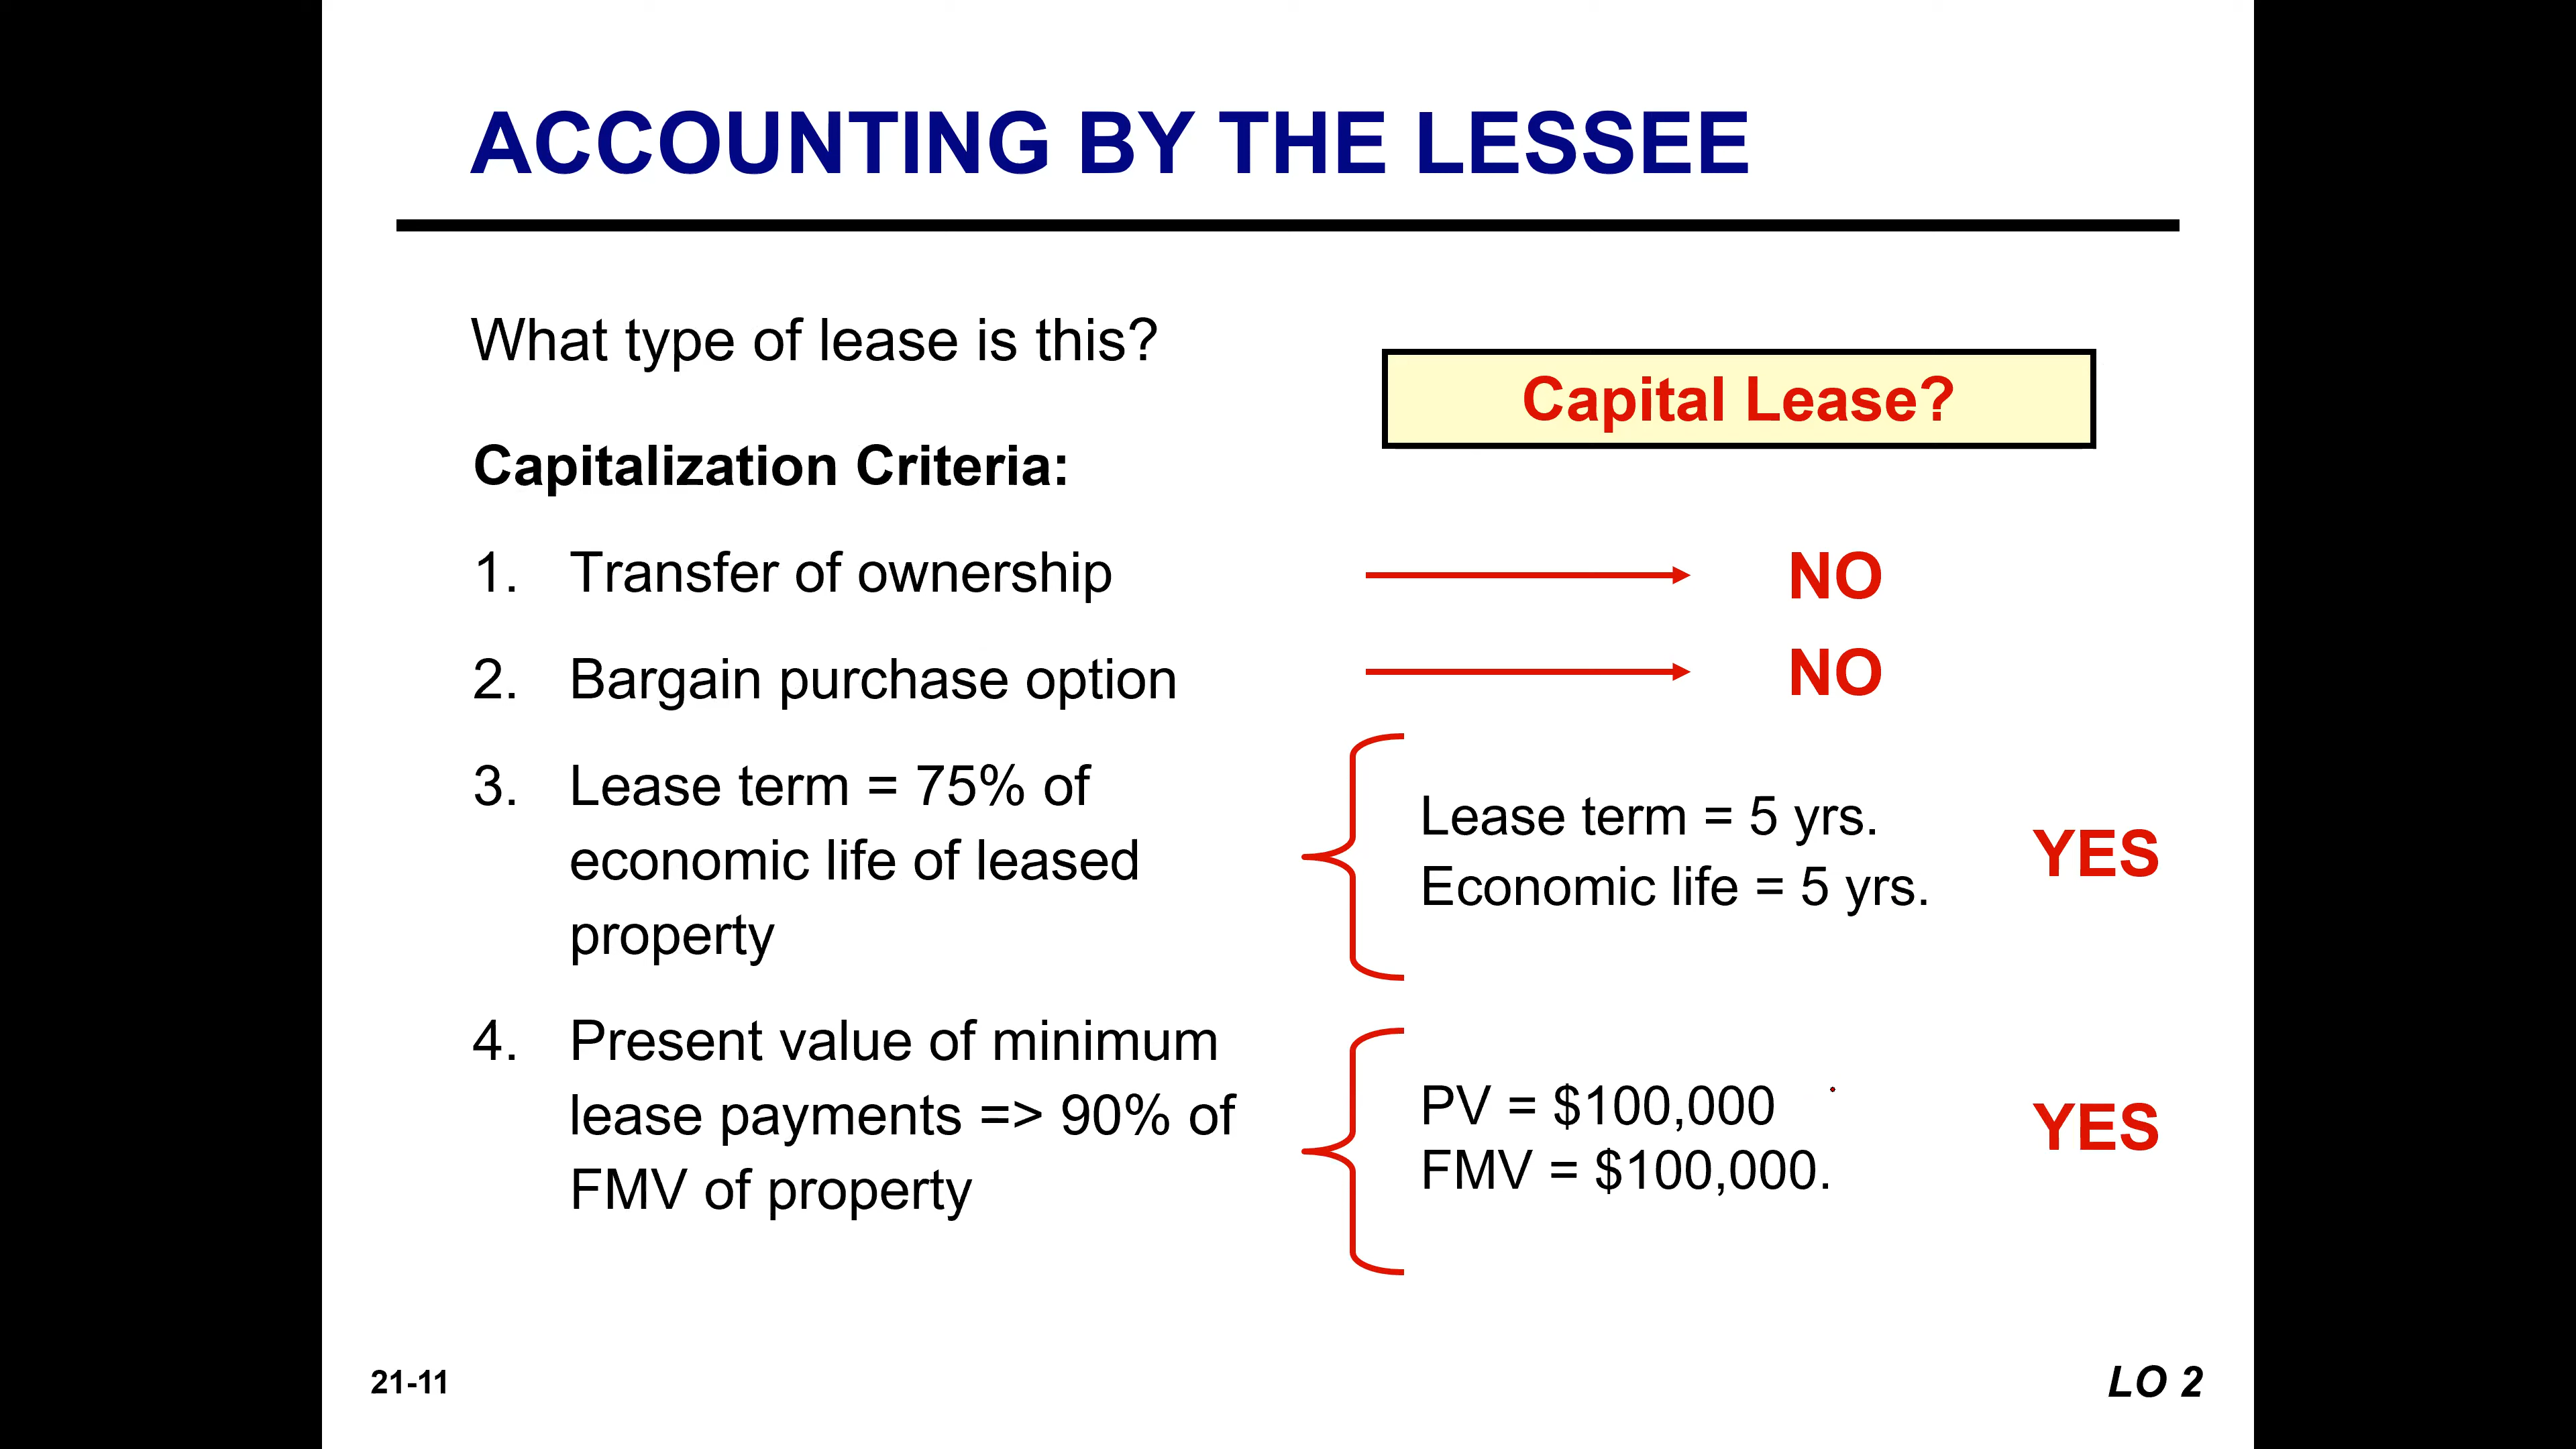 ACCOUNTING BY THE LESSEE
What type of lease is this?
Capital Lease?
Capitalization Criteria:
1. Transfer of ownership
NO
2. Bargain purchase option
NO
3. Lease term = 75% of
economic life of leased
property
Lease term = 5 yrs.
Economic life = 5 yrs.
YES
4. Present value of minimum
lease payments => 90% of
FMV of property
PV = $100,000
FMV = $100,000.
YES
21-11
LO 2